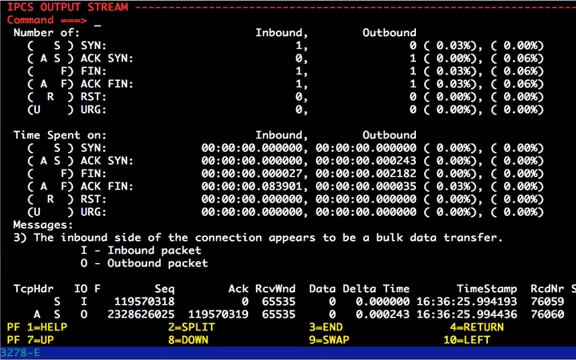 IPCS OUTPUT STREAM ---------------------------------------------------------
Command ===> _
Number of: Inbound, Outbound
( S ) SYN: 1, 0 ( 0.03%), ( 0.00%)
( A S ) ACK SYN: 0, 1 ( 0.00%), ( 0.06%)
( F) FIN: 1, 1 ( 0.03%), ( 0.06%)
( A F) ACK FIN: 1, 1 ( 0.03%), ( 0.06%)
( R ) RST: 0, 0 ( 0.00%), ( 0.00%)
(U ) URG: 0, 0 ( 0.00%), ( 0.00%)
Time Spent on: Inbound, Outbound
( S ) SYN: 00:00:00.000000, 00:00:00.000000 ( 0.00%), ( 0.00%)
( A S ) ACK SYN: 00:00:00.000000, 00:00:00.000243 ( 0.00%), ( 0.00%)
( F) FIN: 00:00:00.000027, 00:00:00.002182 ( 0.00%), ( 0.00%)
( A F) ACK FIN: 00:00:00.083901, 00:00:00.000035 ( 0.03%), ( 0.00%)
( R ) RST: 00:00:00.000000, 00:00:00.000000 ( 0.00%), ( 0.00%)
(U ) URG: 00:00:00.000000, 00:00:00.000000 ( 0.00%), ( 0.00%)
Messages:
3) The inbound side of the connection appears to be a bulk data transfer.
I - Inbound packet
O - Outbound packet
TcpHdr IO F Seq Ack RcvWnd Data Delta Time TimeStamp RcdNr S
S I 119570318 0 65535 0 0.000000 16:36:25.994193 76059
A S O 2328626025 119570319 65535 0 0.000243 16:36:25.994436 76060
PF 1=HELP 2=SPLIT 3=END 4=RETURN
PF 7=UP 8=DOWN 9=SWAP 10=LEFT
3278-E